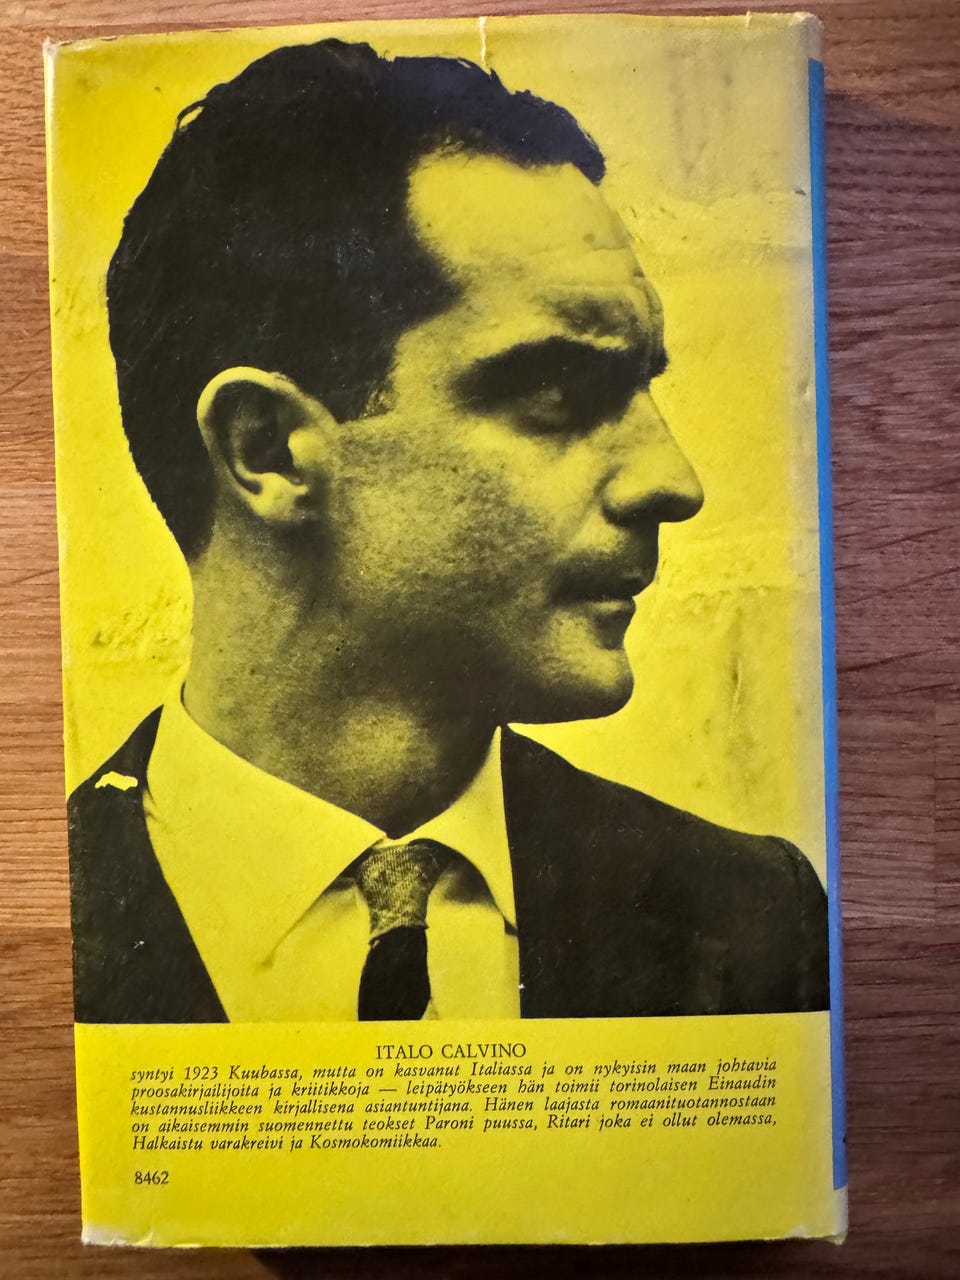 ITALO CALVINO
syntyi 1923 Kuubassa, mutta on kasvanut Italiassa ja on nykyisin maan johtavia
proosakirjailijoita ja kriitikkoja — leipätyökseen hän toimii torinolaisen Einaudin
kustannusliikkeen kirjallisena asiantuntijana. Hänen laajasta romaanituotannostaan
on aikaisemmin suomennettu teokset Paroni puussa, Ritari joka ei ollut olemassa,
Halkaistu varakreivi ja Kosmokomiikkaa.
8462